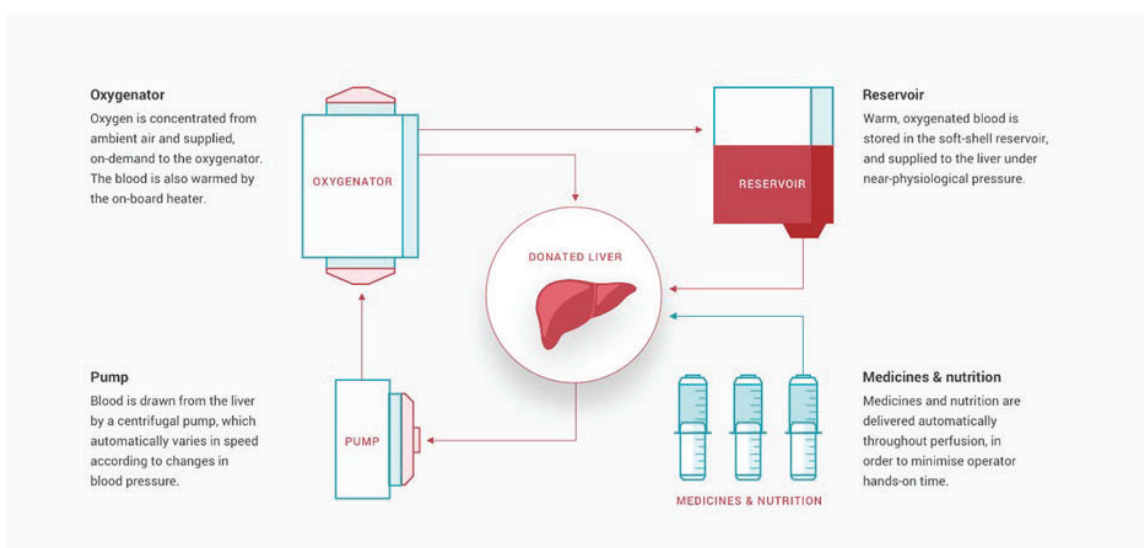 Oxygenator
Oxygen is concentrated from
ambient air and supplied,
on-demand to the oxygenator.
The blood is also warmed by
the on-board heater.
OXYGENATOR
RESERVOIR
Reservoir
Warm, oxygenated blood is
stored in the soft-shell reservoir,
and supplied to the liver under
near-physiological pressure.
DONATED LIVER
Pump
Blood is drawn from the liver
by a centrifugal pump, which
automatically varies in speed
according to changes in
blood pressure.
PUMP
MEDICINES & NUTRITION
Medicines & nutrition
Medicines and nutrition are
delivered automatically
throughout perfusion, in
order to minimise operator
hands-on time.